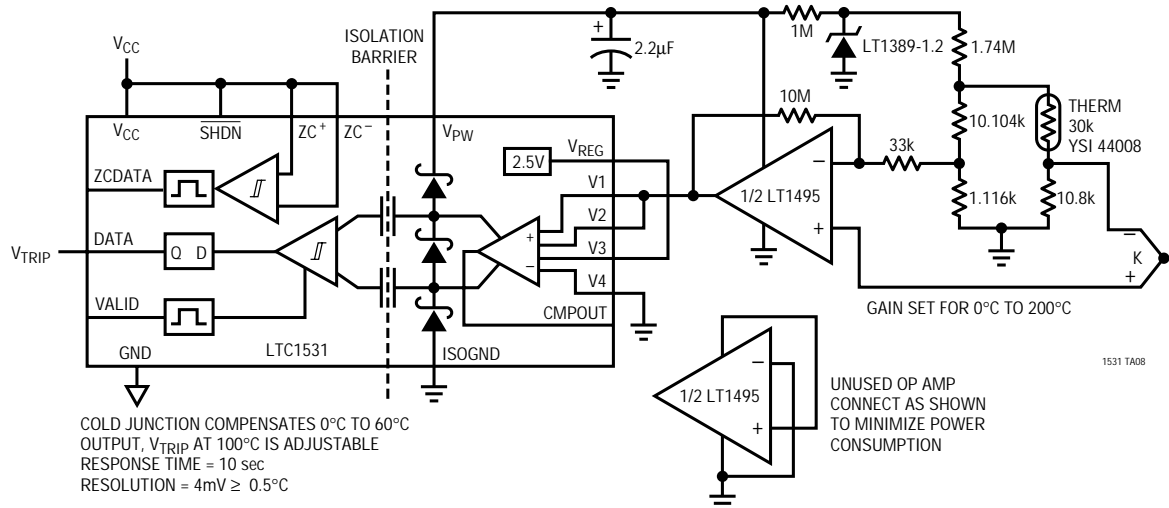 VCC
ISOLATION
BARRIER
+
2.2µF
1M
LT1389-1.2
1.74M
10M
10.104k
THERM
30k
YSI 44008
VCC
SHDN
ZC+
ZC−
VPW
2.5V
VREG
33k
−
1/2 LT1495
+
1.116k
10.8k
−
K
+
ZCDATA
V1
V2
V3
V4
+
−
VTRIP
DATA
Q D
VALID
CMPOUT
GND
LTC1531
ISOGND
GAIN SET FOR 0°C TO 200°C
1531 TA08
−
1/2 LT1495
+
UNUSED OP AMP
CONNECT AS SHOWN
TO MINIMIZE POWER
CONSUMPTION
COLD JUNCTION COMPENSATES 0°C TO 60°C
OUTPUT, VTRIP AT 100°C IS ADJUSTABLE
RESPONSE TIME = 10 sec
RESOLUTION = 4mV ≥ 0.5°C